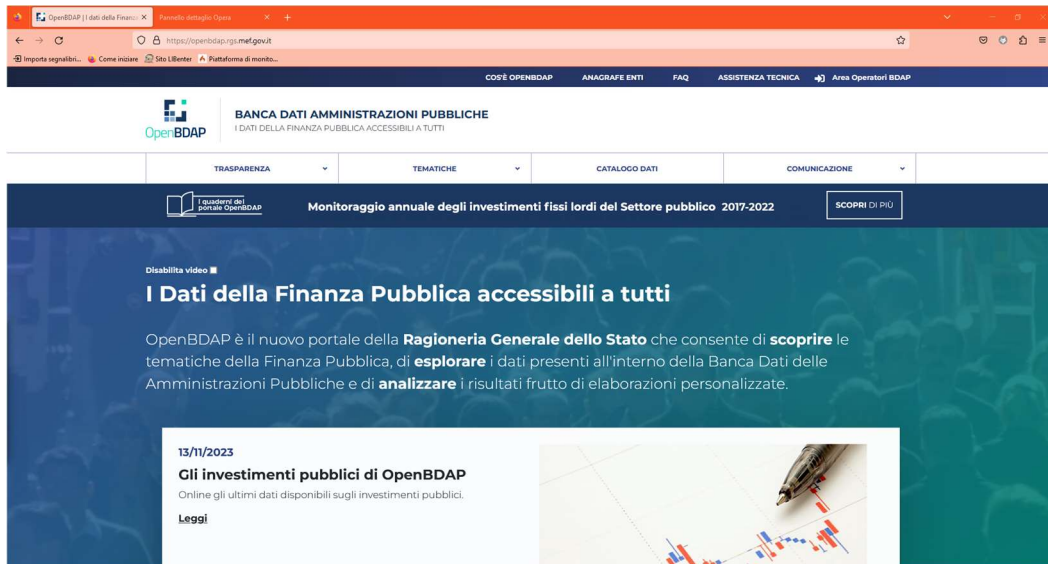 OpenBDAP | I dati della Finanza
Pannello dettaglio Opera
https://openbdap.rgs.mef.gov.it
Importa segnalibri... Come iniziare Sito LIBenter Piattaforma di monito...
COS'È OPENBDAP ANAGRAFE ENTI FAQ ASSISTENZA TECNICA Area Operatori BDAP
OpenBDAP
BANCA DATI AMMINISTRAZIONI PUBBLICHE
I DATI DELLA FINANZA PUBBLICA ACCESSIBILI A TUTTI
TRASPARENZA TEMATICHE CATALOGO DATI COMUNICAZIONE
I quaderni del
portale OpenBDAP
Monitoraggio annuale degli investimenti fissi lordi del Settore pubblico 2017-2022
SCOPRI DI PIÙ
Disabilita video
I Dati della Finanza Pubblica accessibili a tutti
OpenBDAP è il nuovo portale della Ragioneria Generale dello Stato che consente di scoprire le
tematiche della Finanza Pubblica, di esplorare i dati presenti all'interno della Banca Dati delle
Amministrazioni Pubbliche e di analizzare i risultati frutto di elaborazioni personalizzate.
13/11/2023
Gli investimenti pubblici di OpenBDAP
Online gli ultimi dati disponibili sugli investimenti pubblici.
Leggi